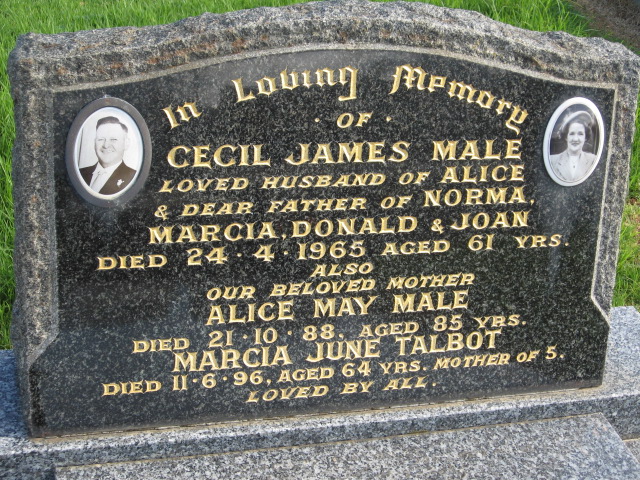 In Loving Memory
· OF ·
CECIL JAMES MALE
LOVED HUSBAND OF ALICE
& DEAR FATHER OF NORMA,
MARCIA, DONALD & JOAN
DIED 24·4·1965 AGED 61 YRS.
ALSO
OUR BELOVED MOTHER
ALICE MAY MALE
DIED 21·10·88, AGED 85 YRS.
MARCIA JUNE TALBOT
DIED 11·6·96, AGED 64 YRS. MOTHER OF 5.
LOVED BY ALL.